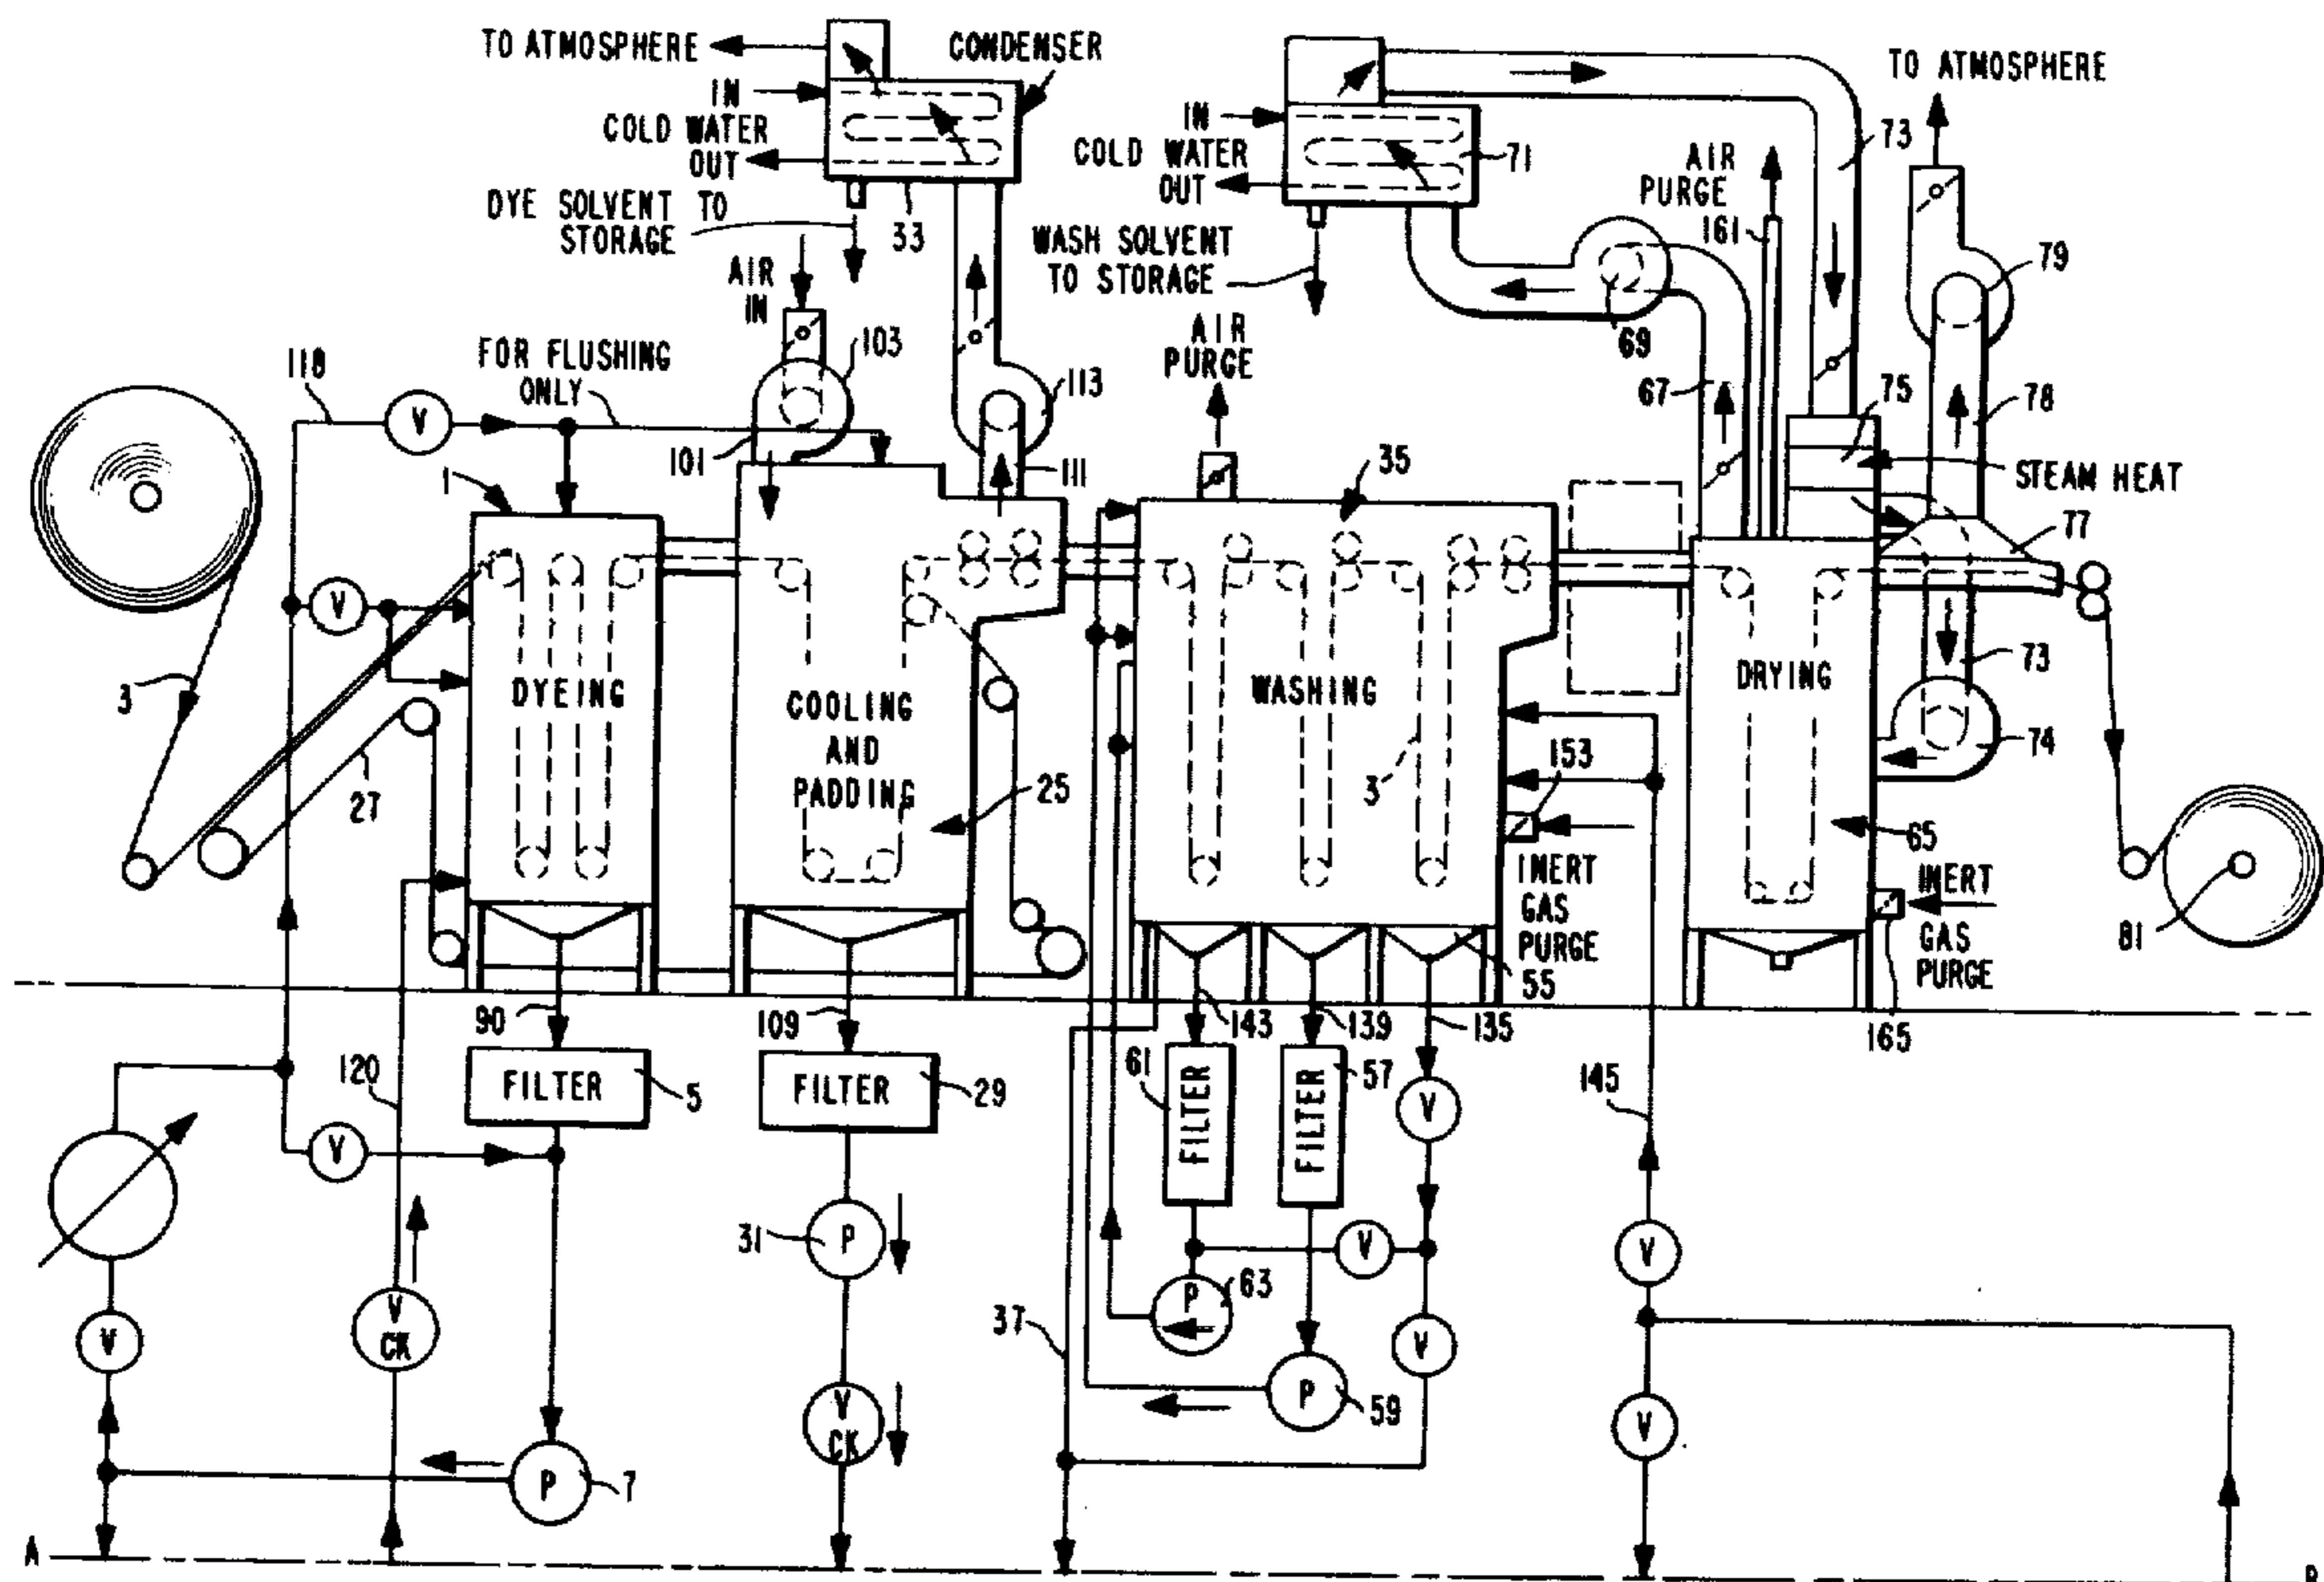 TO ATMOSPHERE
CONDENSER
IN
COLD WATER
OUT
DYE SOLVENT TO
STORAGE
33
AIR
IN
103
113
111
101
118
V
FOR FLUSHING
ONLY
TO ATMOSPHERE
IN
COLD WATER
OUT
71
73
WASH SOLVENT
TO STORAGE
AIR
PURGE
161
69
67
79
78
75
STEAM HEAT
77
AIR
PURGE
35
1
V
3
27
DYEING
COOLING
AND
PADDING
25
WASHING
3
153
INERT
GAS
PURGE
55
DRYING
73
74
65
INERT
GAS
PURGE
165
81
90
109
143
139
135
120
FILTER
5
FILTER
29
61
FILTER
FILTER
57
V
145
V
31
P
V
V
P
63
V
V
V
CK
37
V
P
59
V
CK
V
P
7
A
B